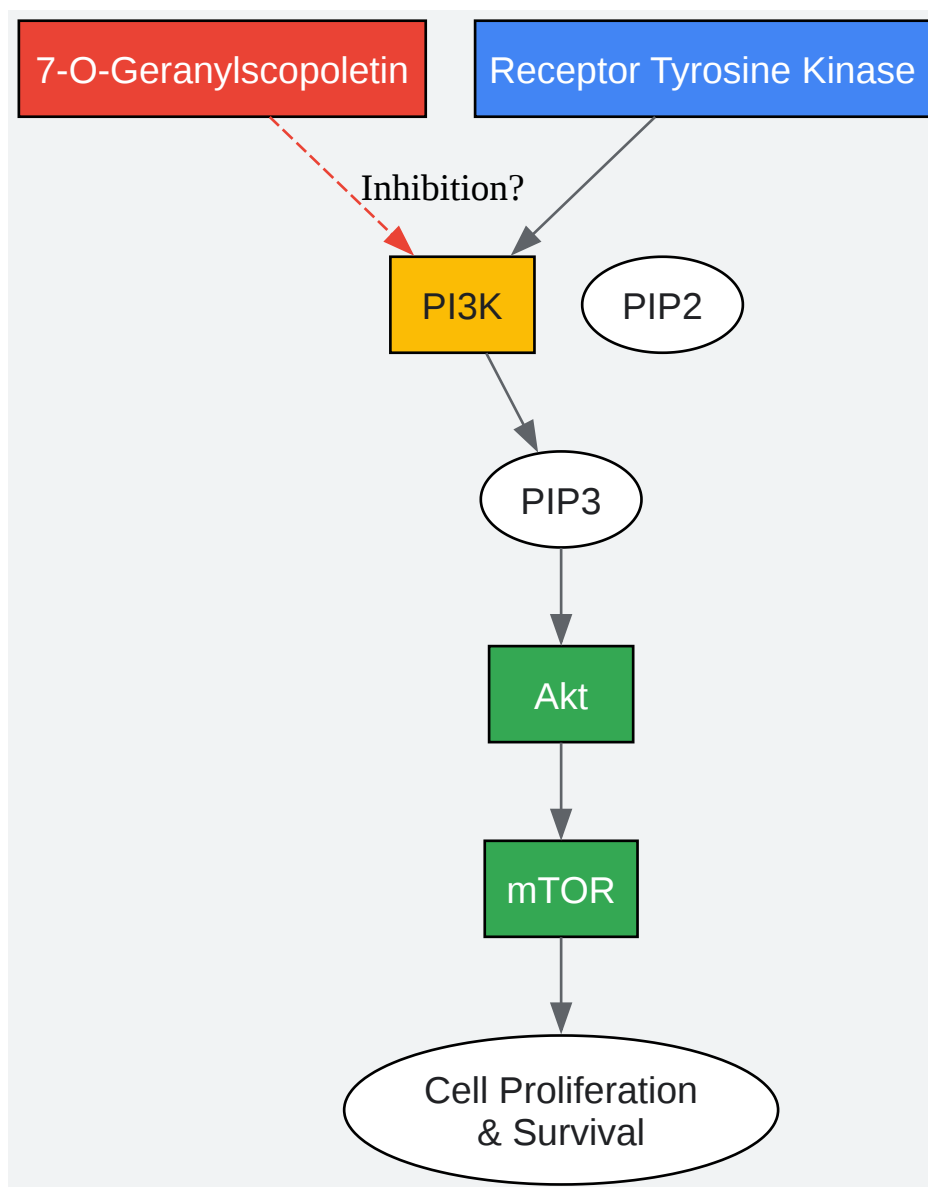 7-O-Geranylscopoletin
Receptor Tyrosine Kinase
Inhibition?
PI3K
PIP2
PIP3
Akt
mTOR
Cell Proliferation
& Survival